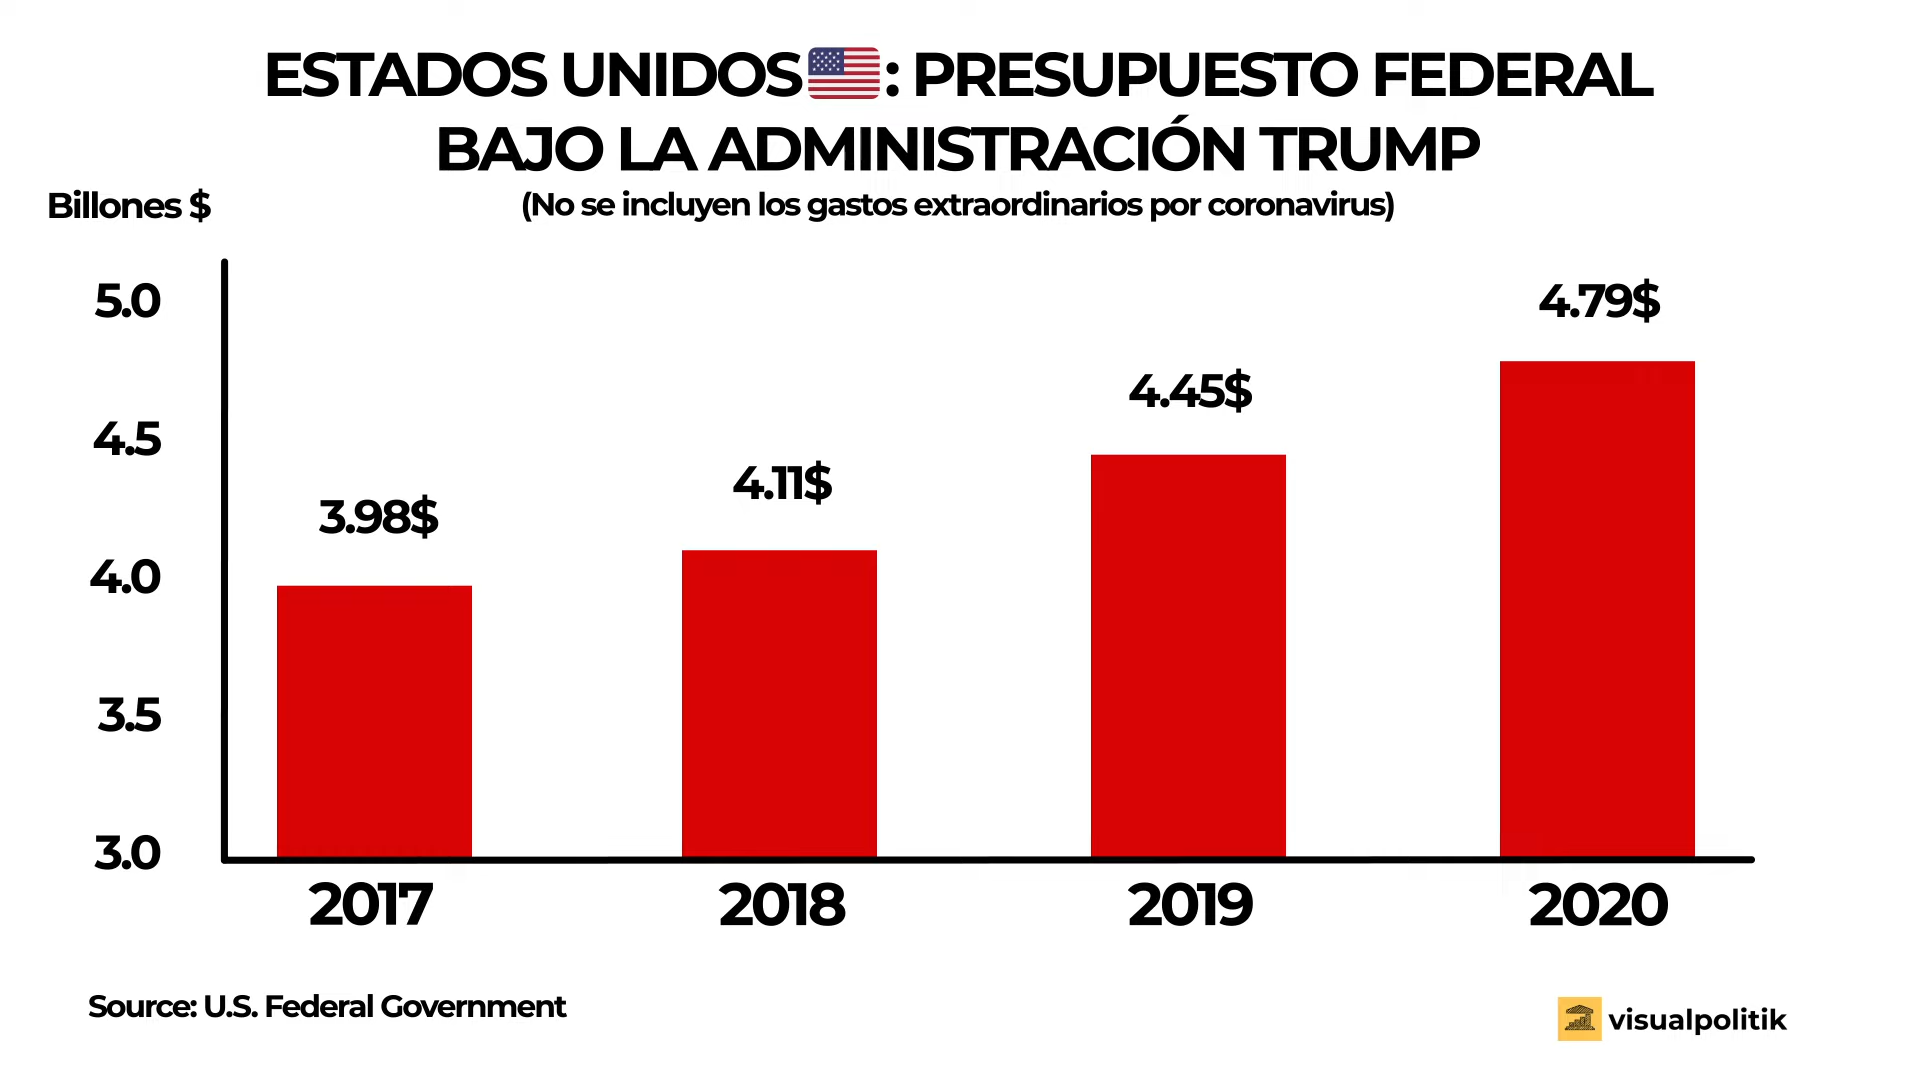 ESTADOS UNIDOS: PRESUPUESTO FEDERAL
BAJO LA ADMINISTRACIÓN TRUMP
(No se incluyen los gastos extraordinarios por coronavirus)
Billones $
5.0
4.5
4.0
3.5
3.0
3.98$
4.11$
4.45$
4.79$
2017
2018
2019
2020
Source: U.S. Federal Government
visualpolitik